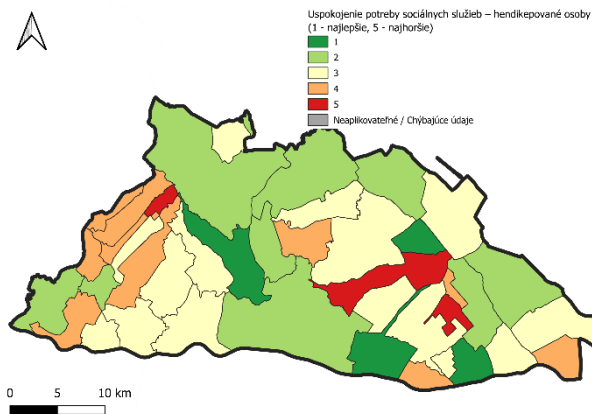 Uspokojenie potreby sociálnych služieb – hendikepované osoby
(1 - najlepšie, 5 - najhoršie)
1
2
3
4
5
Neaplikovateľné / Chýbajúce údaje
0 5 10 km